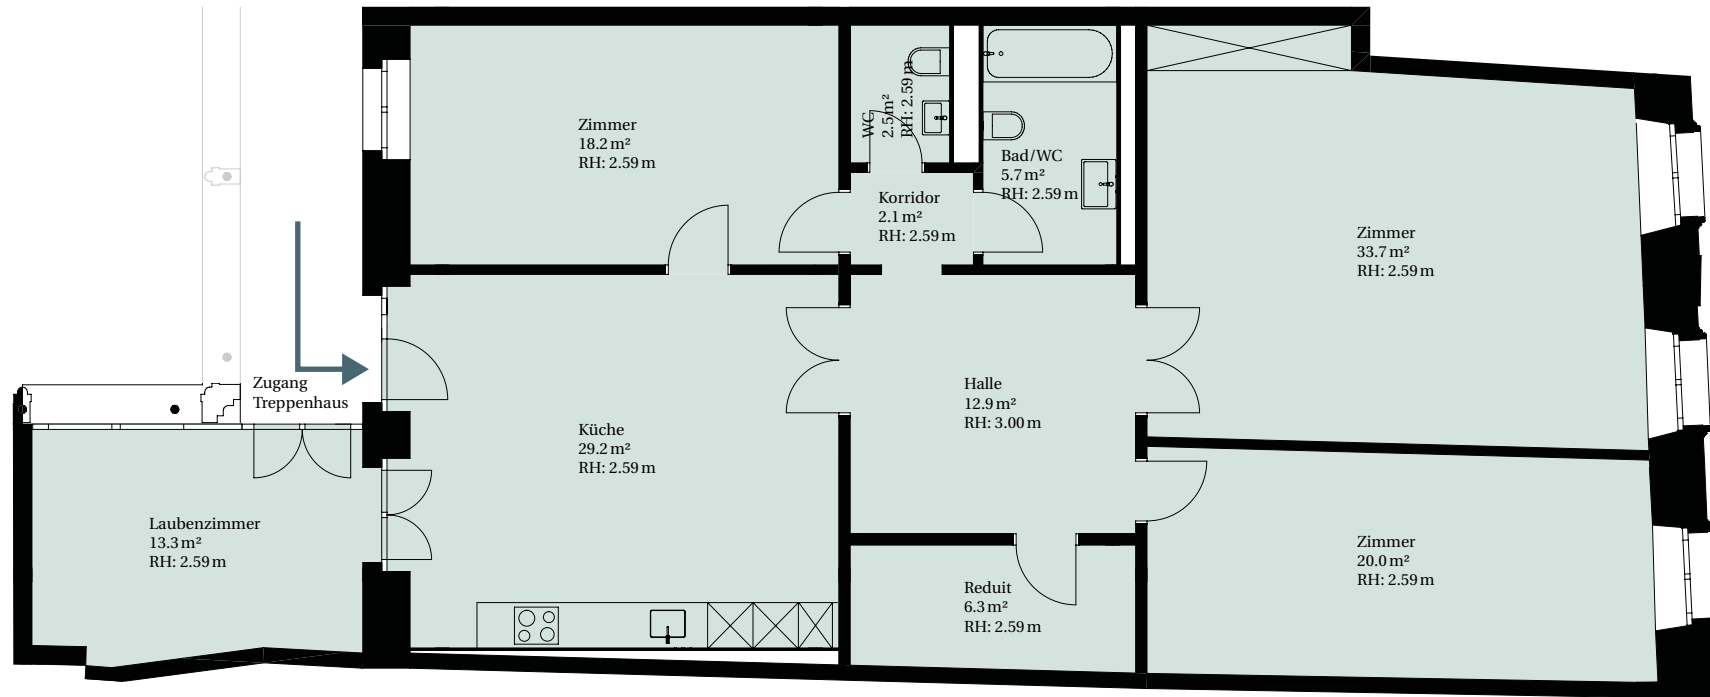 Zimmer
18.2 m²
RH: 2.59 m
WC
2.5 m²
RH: 2.59 m
Bad/WC
5.7 m²
RH: 2.59 m
Korridor
2.1 m²
RH: 2.59 m
Zimmer
33.7 m²
RH: 2.59 m
Zugang
Treppenhaus
Halle
12.9 m²
RH: 3.00 m
Küche
29.2 m²
RH: 2.59 m
Laubenzimmer
13.3 m²
RH: 2.59 m
Zimmer
20.0 m²
RH: 2.59 m
Reduit
6.3 m²
RH: 2.59 m